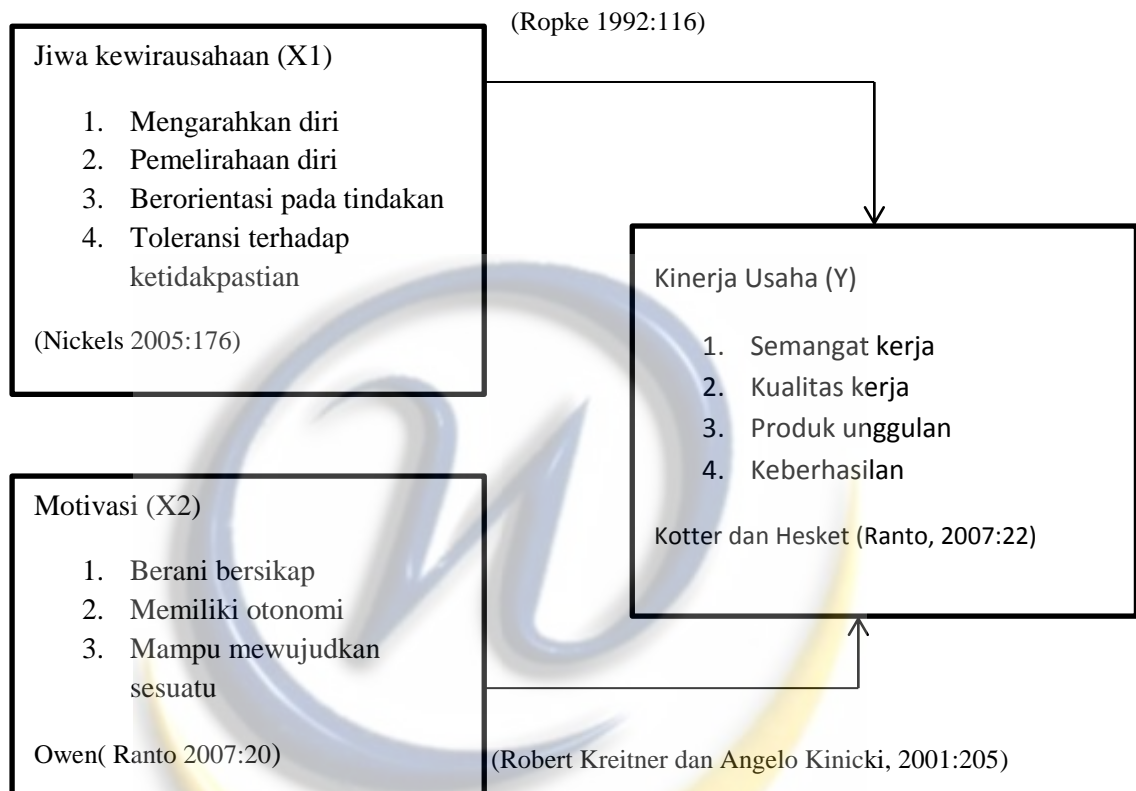 (Ropke 1992:116)
Jiwa kewirausahaan (X1)
1. Mengarahkan diri
2. Pemelirahaan diri
3. Berorientasi pada tindakan
4. Toleransi terhadap
ketidakpastian
(Nickels 2005:176)
Kinerja Usaha (Y)
1. Semangat kerja
2. Kualitas kerja
3. Produk unggulan
4. Keberhasilan
Kotter dan Hesket (Ranto, 2007:22)
Motivasi (X2)
1. Berani bersikap
2. Memiliki otonomi
3. Mampu mewujudkan
sesuatu
Owen( Ranto 2007:20)
(Robert Kreitner dan Angelo Kinicki, 2001:205)